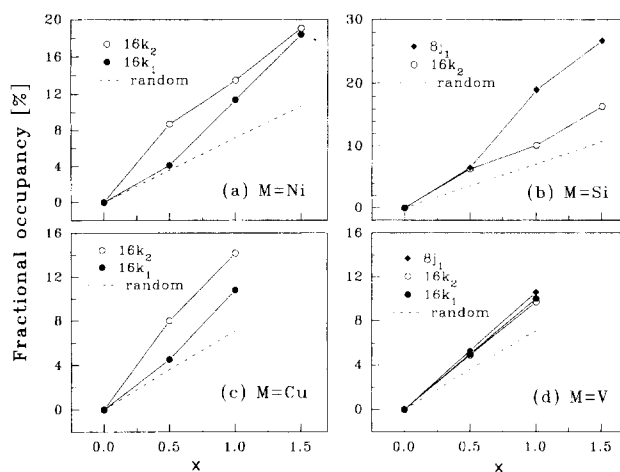 Fractional occupancy [%]
20
16
12
8
4
0
16k₂
16k₁
random
(a) M=Ni
30
20
10
0
8j₁
16k₂
random
(b) M=Si
16
12
8
4
0
16k₂
16k₁
random
(c) M=Cu
0.0 0.5 1.0 1.5
x
16
12
8
4
0
8j₁
16k₂
16k₁
random
(d) M=V
0.0 0.5 1.0 1.5
x